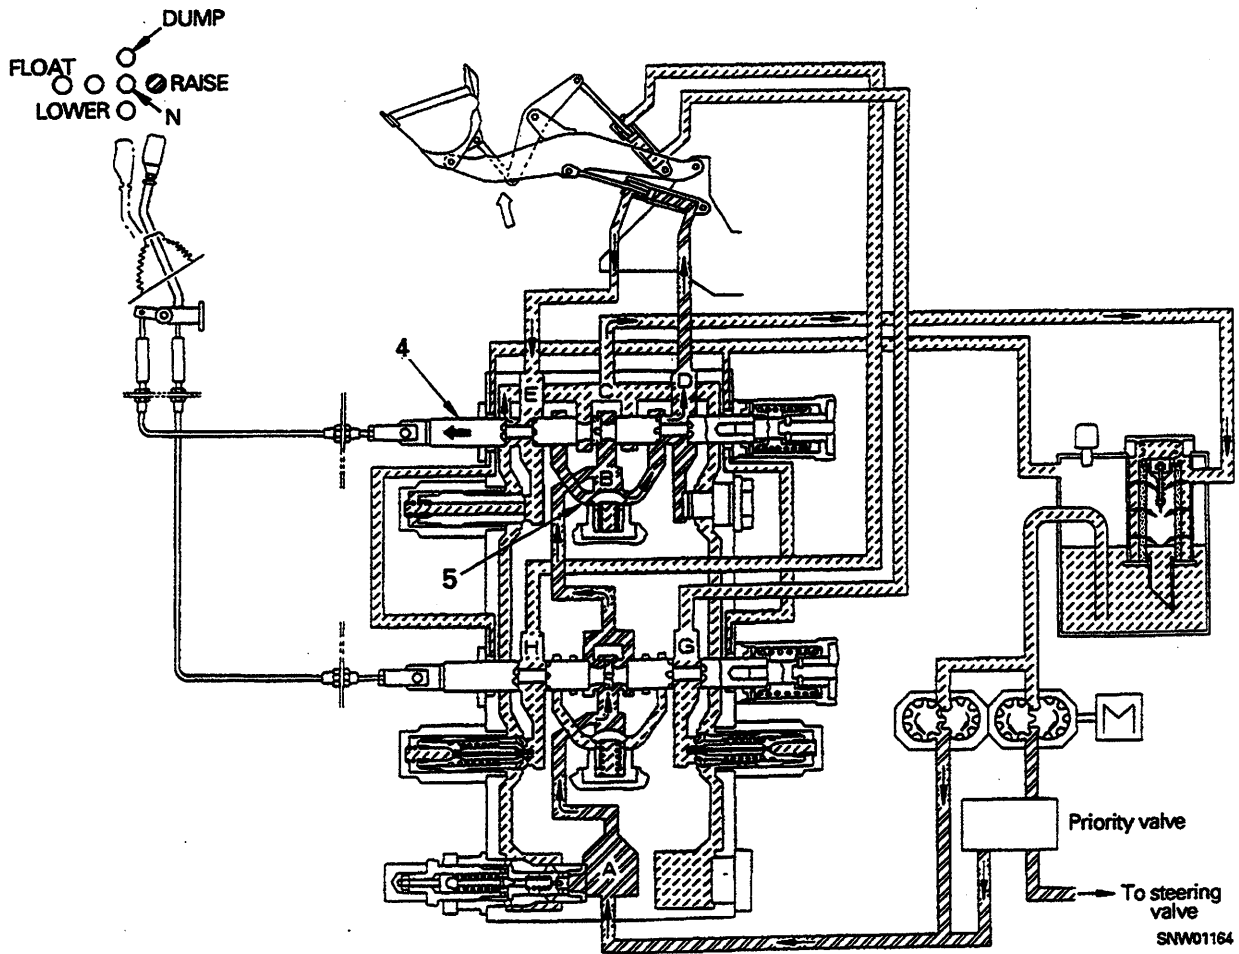 DUMP
FLOAT
RAISE
LOWER
N
4
E
C
D
B
5
H
G
A
M
Priority valve
To steering
valve
SNW01164